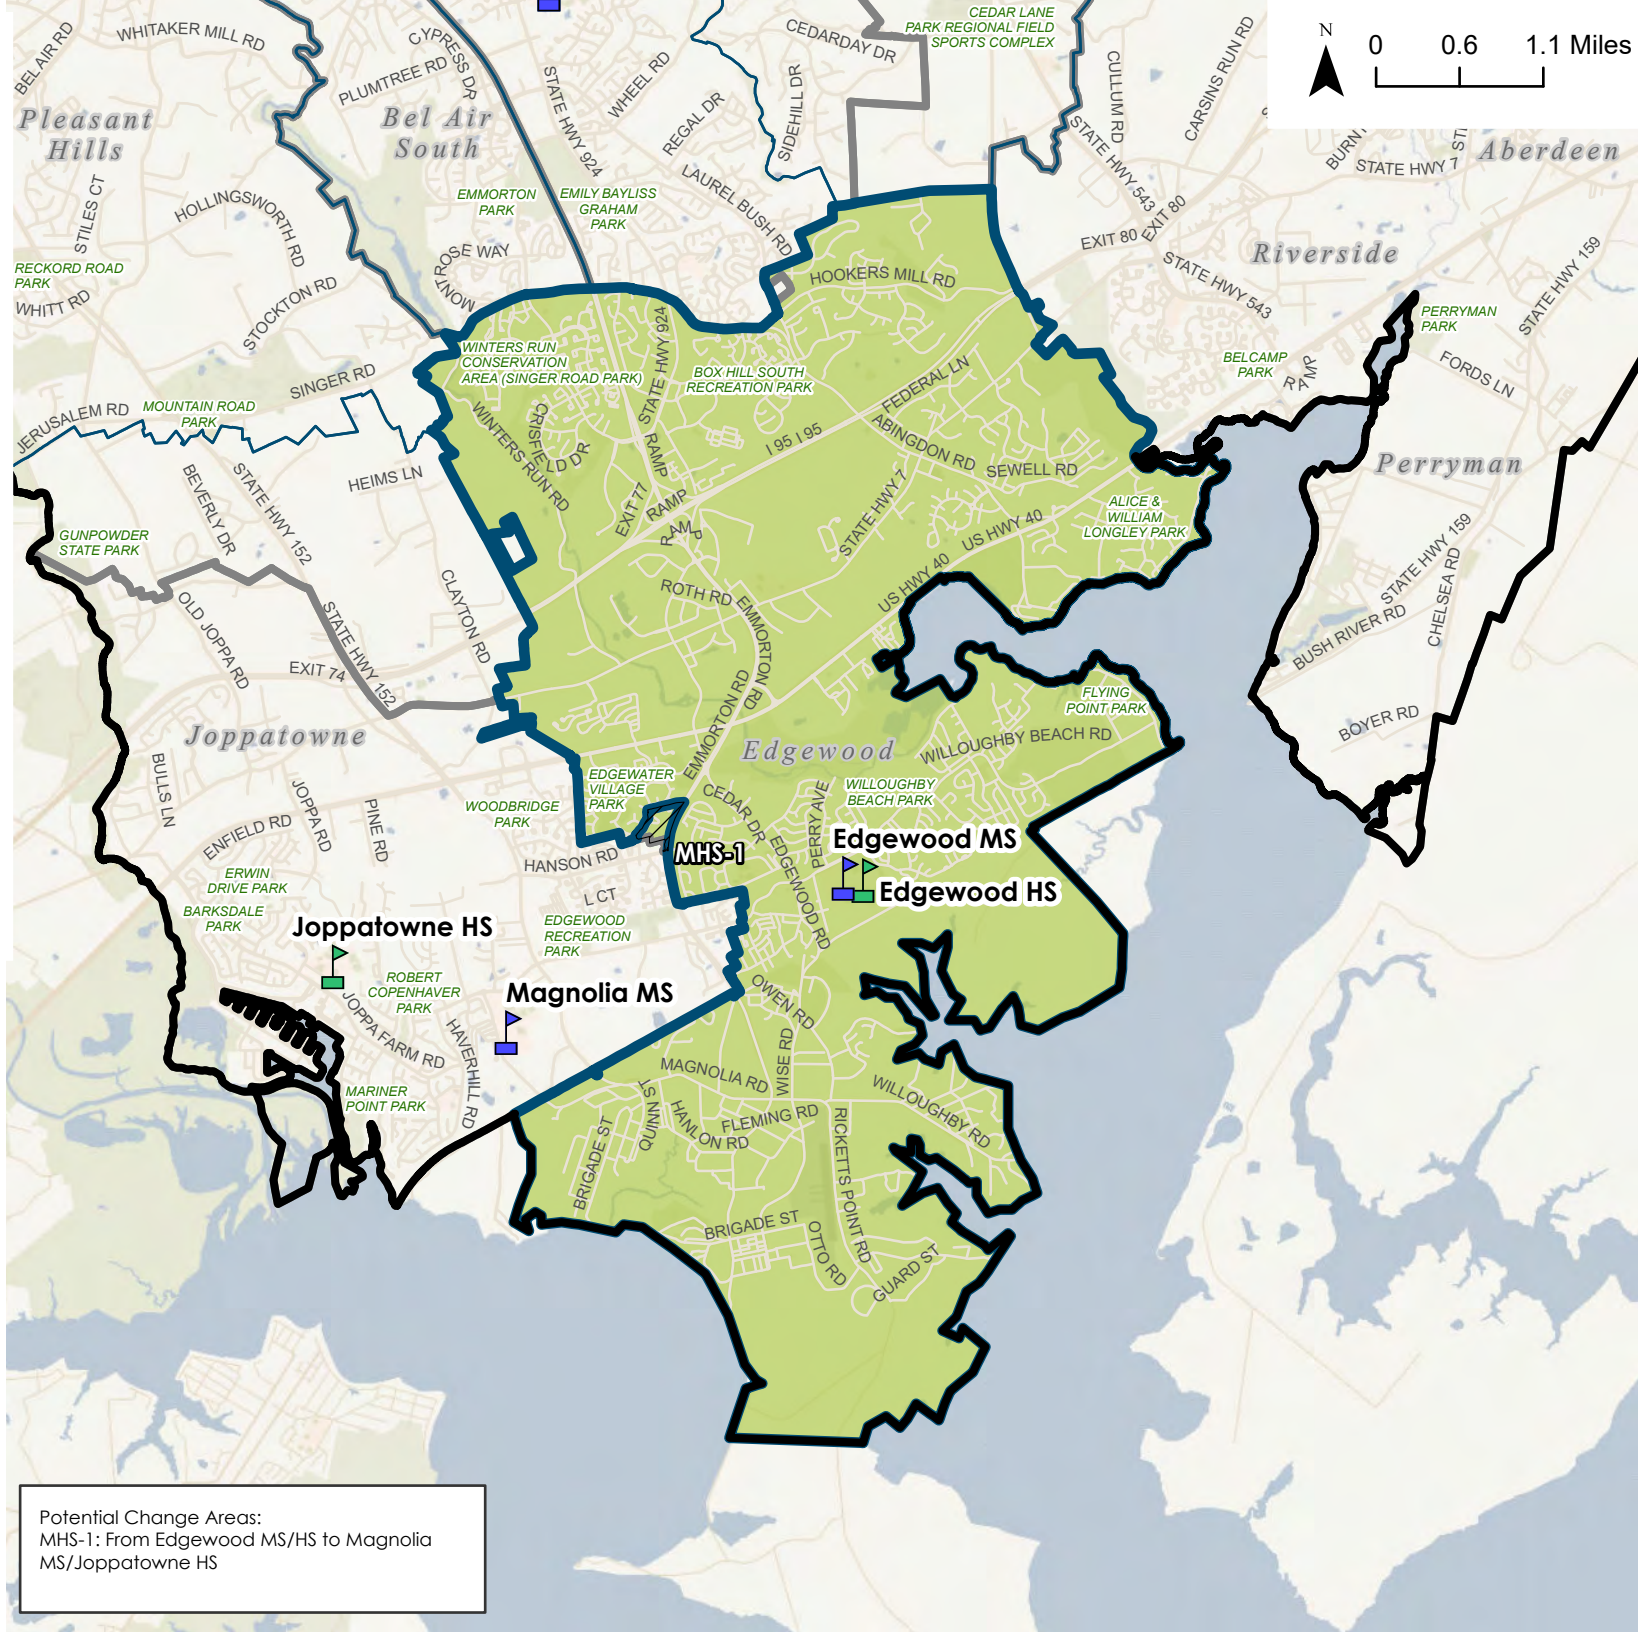 BEL AIR RD
WHITAKER MILL RD
CYPRESS DR
PLUMTREE RD
STATE HWY 924
WHEEL RD
REGAL DR
SIDEHILL DR
CEDARDAY DR
CEDAR LANE
PARK REGIONAL FIELD
SPORTS COMPLEX
CULLUM RD
CARSINS RUN RD
N
0 0.6 1.1 Miles
Pleasant
Hills
Bel Air
South
STATE HWY 543
STATE HWY 7
Aberdeen
STILES CT
HOLLINGSWORTH RD
EMMORTON
PARK
EMILY BAYLISS
GRAHAM
PARK
LAUREL BUSH RD
EXIT 80
EXIT 80
Riverside
RECKORD ROAD
PARK
WHITT RD
STOCKTON RD
MONTROSE WAY
HOOKERS MILL RD
STATE HWY 543
STATE HWY 159
PERRYMAN
PARK
FORDS LN
BELCAMP
PARK
RAMP
WINTERS RUN
CONSERVATION
AREA (SINGER ROAD PARK)
STATE HWY 924
BOX HILL SOUTH
RECREATION PARK
FEDERAL LN
SINGER RD
JERUSALEM RD
MOUNTAIN ROAD
PARK
WINTERS RUN RD
CRISFIELD DR
RAMP
I 95 I 95
ABINGDON RD
SEWELL RD
Perryman
BEVERLY DR
STATE HWY 152
HEIMS LN
EXIT 77
RAMP
RAMP
STATE HWY 7
US HWY 40
ALICE &
WILLIAM
LONGLEY PARK
GUNPOWDER
STATE PARK
STATE HWY 159
CHELSEA RD
BUSH RIVER RD
OLD JOPPA RD
STATE HWY 152
CLAYTON RD
ROTH RD
EMMORTON RD
US HWY 40
EXIT 74
FLYING
POINT PARK
BOYER RD
Joppatowne
EMMORTON RD
Edgewood
WILLOUGHBY BEACH RD
BULLS LN
JOPPA RD
PINE RD
ENFIELD RD
WOODBRIDGE
PARK
EDGEWATER
VILLAGE
PARK
CEDAR DR
PERRY AVE
WILLOUGHBY
BEACH PARK
HANSON RD
MHS-1
EDGEWOOD RD
Edgewood MS
Edgewood HS
ERWIN
DRIVE PARK
BARKSDALE
PARK
L CT
EDGEWOOD
RECREATION
PARK
Joppatowne HS
ROBERT
COPENHAVER
PARK
Magnolia MS
OWEN RD
JOPPA FARM RD
HAVERHILL RD
MARINER
POINT PARK
MAGNOLIA RD
WISE RD
WILLOUGHBY RD
QUINN ST
HANLON RD
FLEMING RD
BRIGADE ST
RICKETTS POINT RD
BRIGADE ST
OTTO RD
GUARD ST
Potential Change Areas:
MHS-1: From Edgewood MS/HS to Magnolia
MS/Joppatowne HS